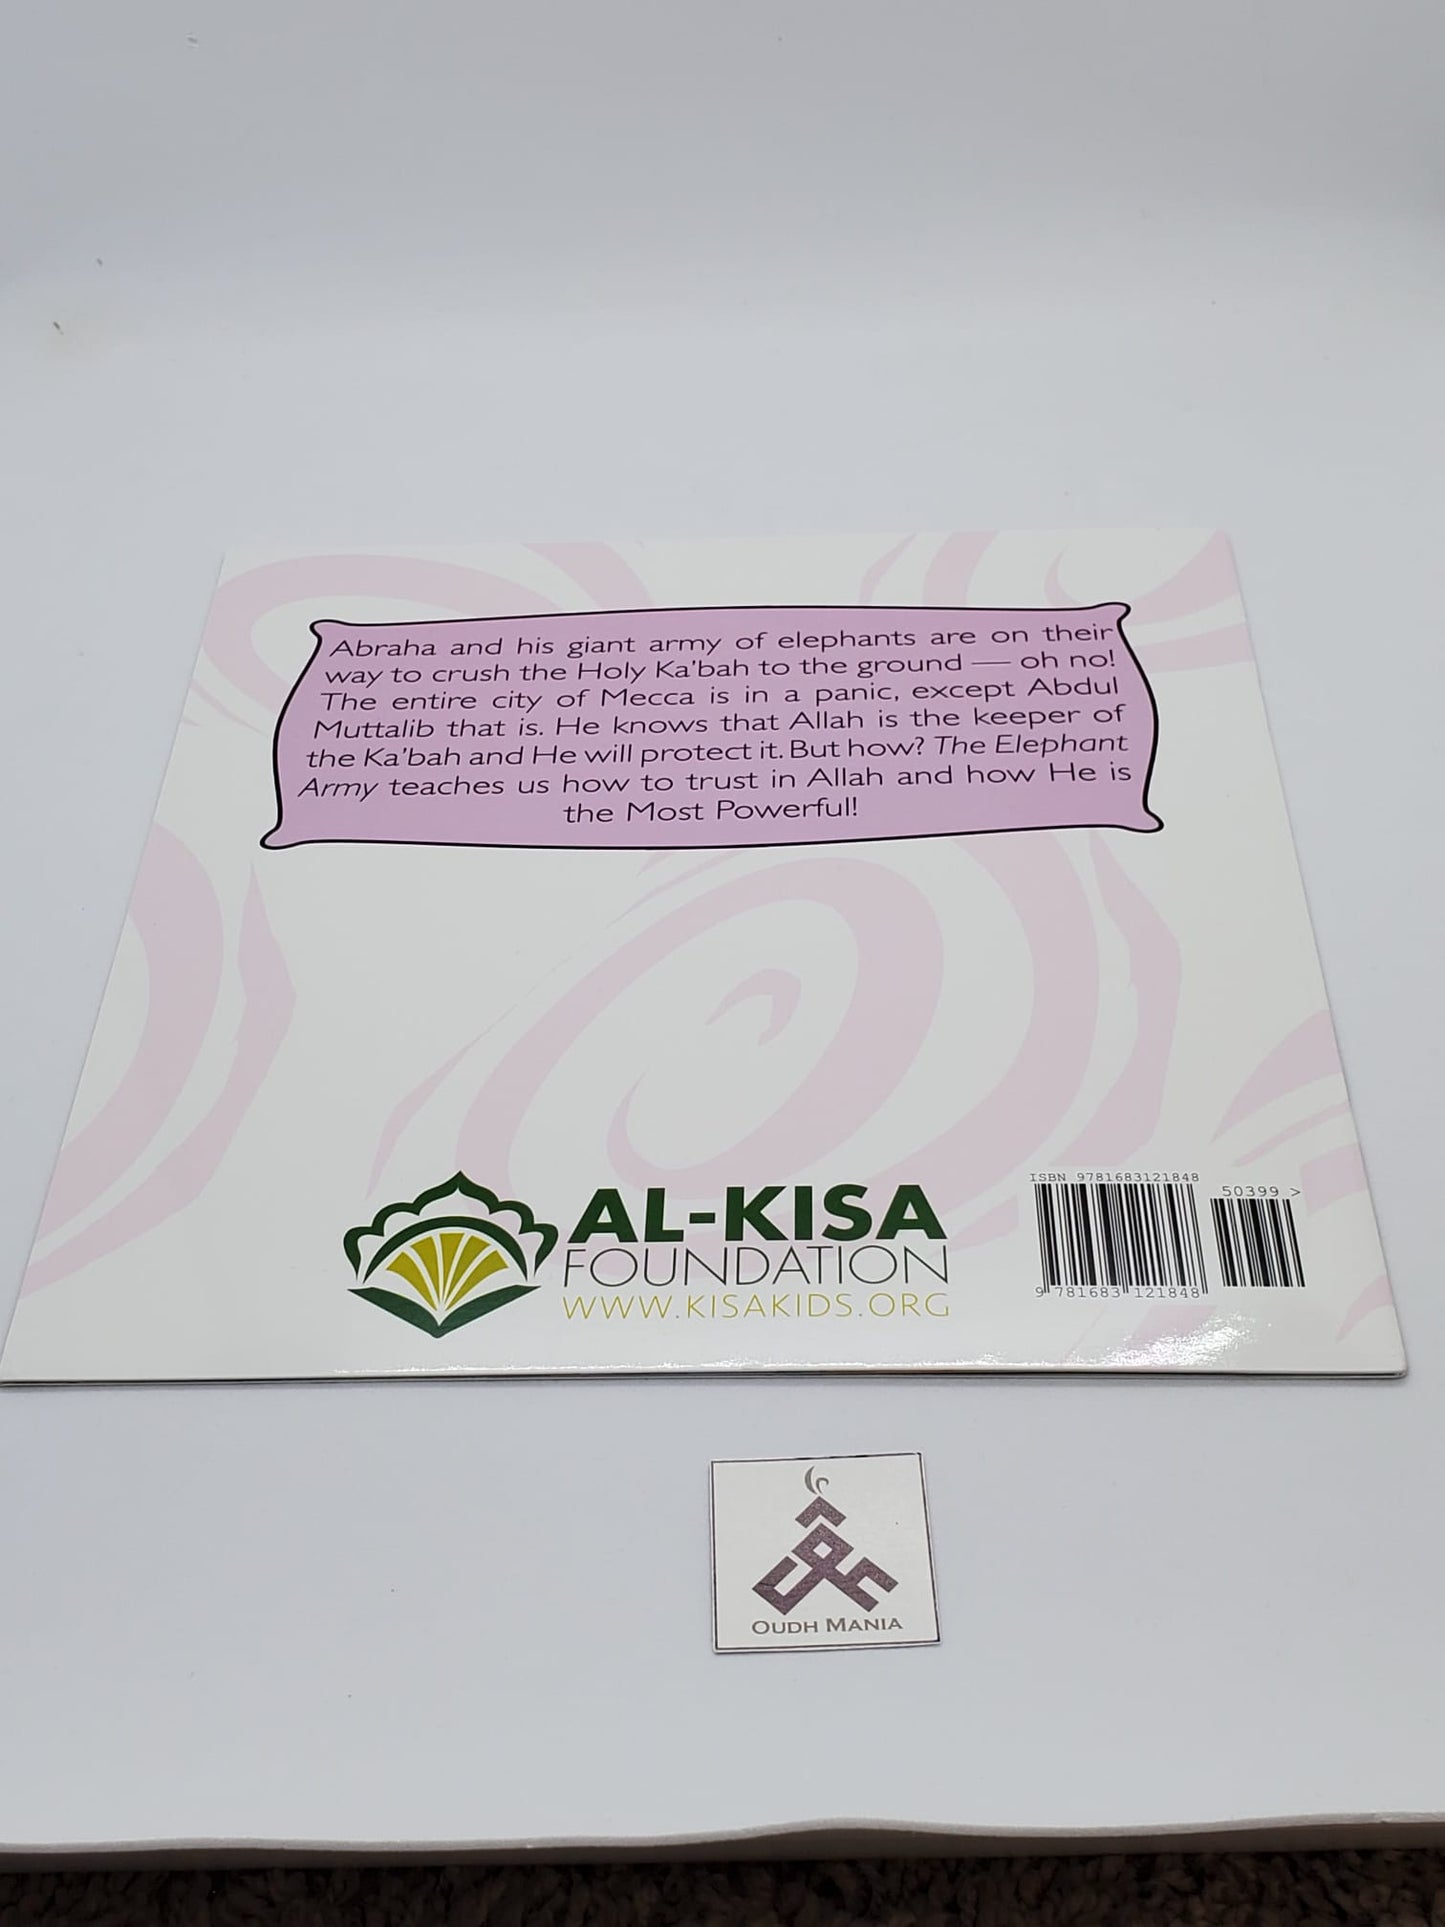 Abraha and his giant army of elephants are on their
way to crush the Holy Ka'bah to the ground — oh no!
The entire city of Mecca is in a panic, except Abdul
Muttalib that is. He knows that Allah is the keeper of
the Ka'bah and He will protect it. But how? The Elephant
Army teaches us how to trust in Allah and how He is
the Most Powerful!
AL-KISA
FOUNDATION
WWW.KISAKIDS.ORG
ISBN 9781683121848
50399 >
9 781683 121848
OUDH MANIA